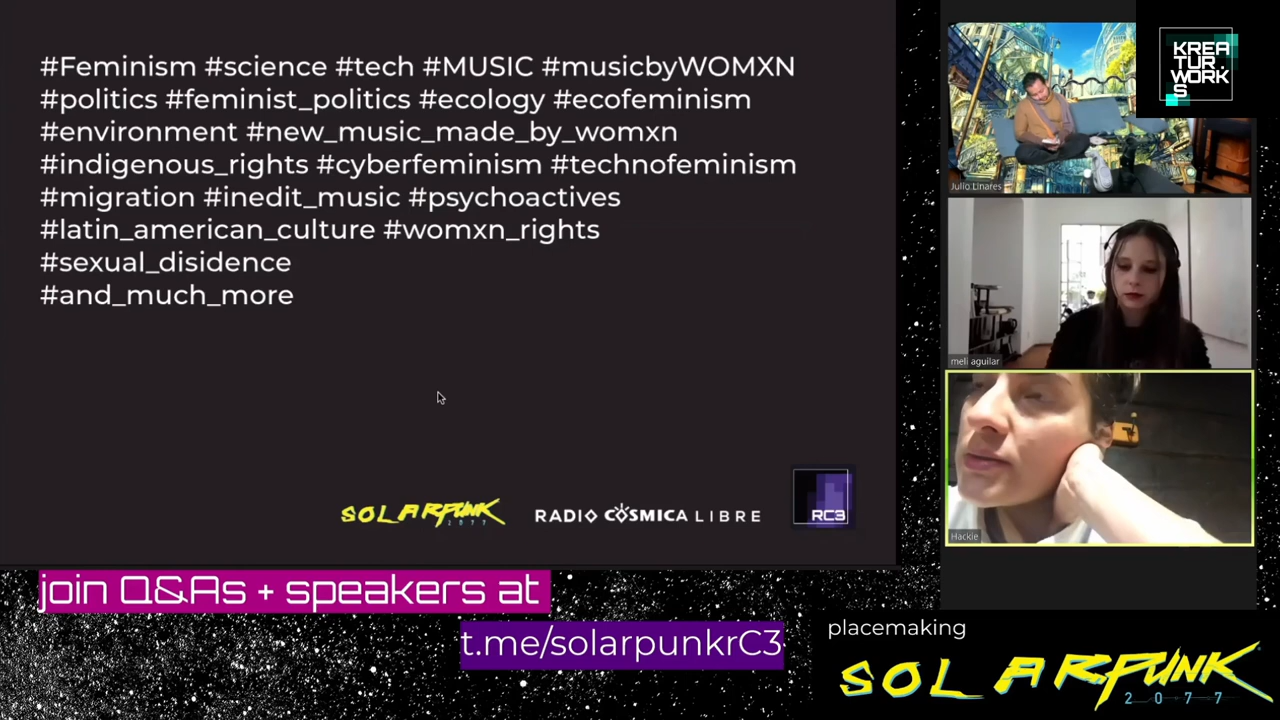 #Feminism #science #tech #MUSIC #musicbyWOMXN
#politics #feminist_politics #ecology #ecofeminism
#environment #new_music_made_by_womxn
#indigenous_rights #cyberfeminism #technofeminism
#migration #inedit_music #psychoactives
#latin_american_culture #womxn_rights
#sexual_disidence
#and_much_more
SOLARPUNK
2077
RADIO CÓSMICA LIBRE
RC3
KREA
TUR.
WORK
S
Julio Linares
meli aguilar
Hackie
join Q&As + speakers at
t.me/solarpunkrC3
placemaking
SOLARPUNK
2077